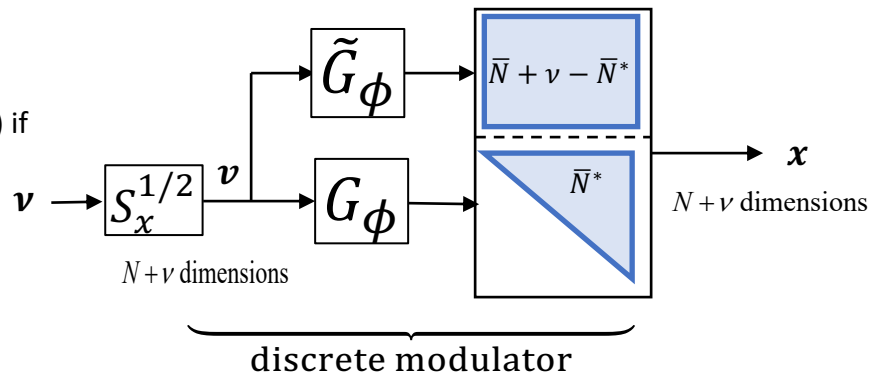 G̃_ϕ
N̄ + ν − N̄*
) if
ν
S_x^{1/2}
v
G_ϕ
N̄*
x
N + ν dimensions
N + ν dimensions
discrete modulator